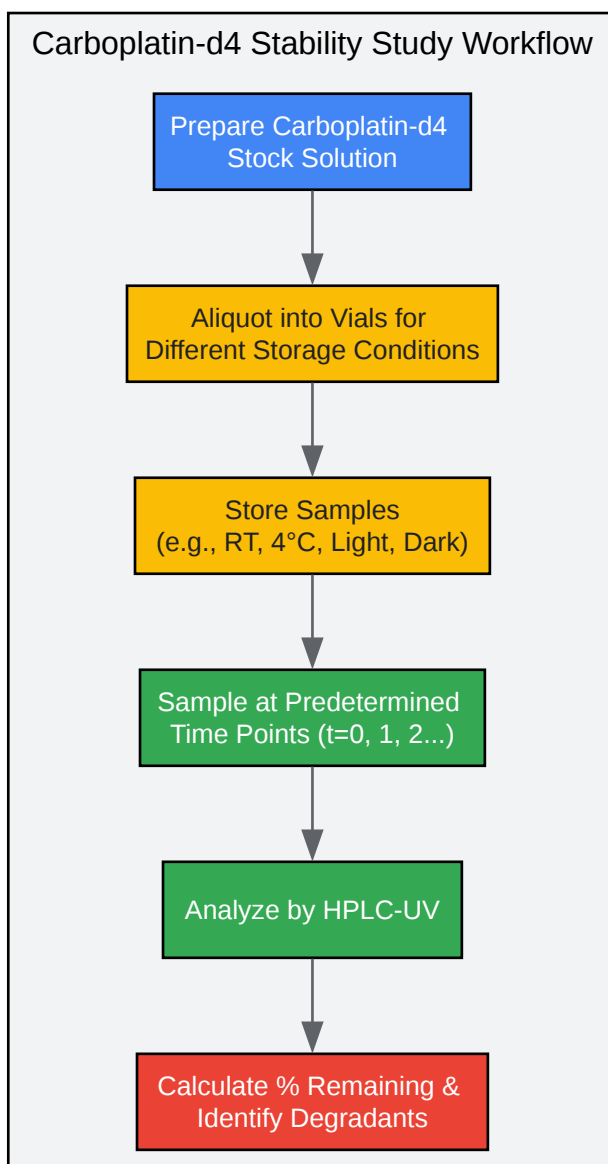 Carboplatin-d4 Stability Study Workflow
Prepare Carboplatin-d4
Stock Solution
Aliquot into Vials for
Different Storage Conditions
Store Samples
(e.g., RT, 4°C, Light, Dark)
Sample at Predetermined
Time Points (t=0, 1, 2...)
Analyze by HPLC-UV
Calculate % Remaining &
Identify Degradants